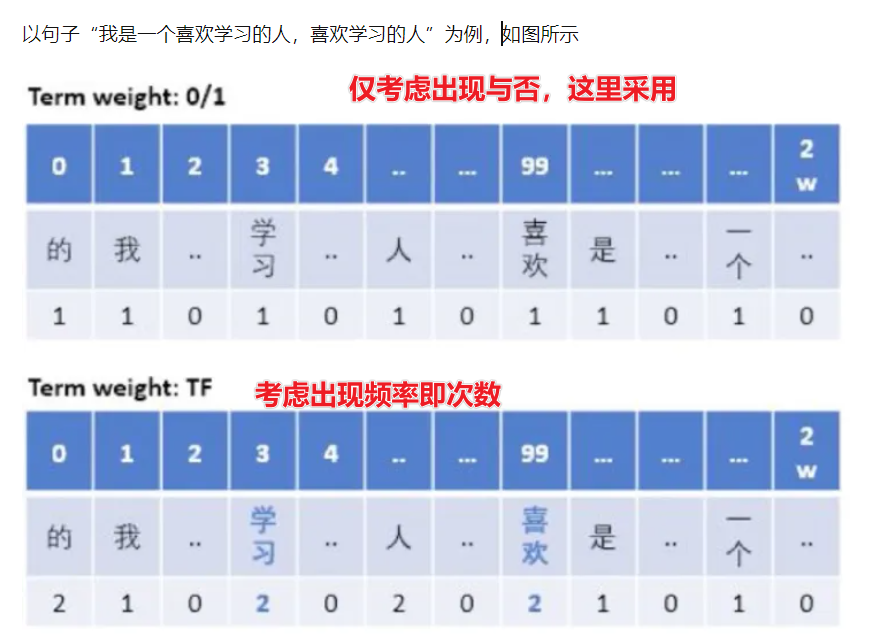 以句子“我是一个喜欢学习的人，喜欢学习的人”为例，如图所示
Term weight: 0/1 仅考虑出现与否，这里采用
0 1 2 3 4 .. ... 99 ... ... ... 2w
的 我 .. 学习 .. 人 .. 喜欢 是 .. 一个 ..
1 1 0 1 0 1 0 1 1 0 1 0
Term weight: TF 考虑出现频率即次数
0 1 2 3 4 .. ... 99 ... ... ... 2w
的 我 .. 学习 .. 人 .. 喜欢 是 .. 一个 ..
2 1 0 2 0 2 0 2 1 0 1 0